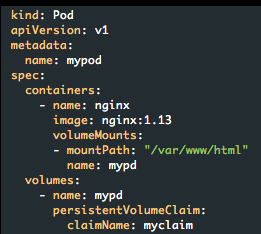 kind: Pod
apiVersion: v1
metadata:
  name: mypod
spec:
  containers:
    - name: nginx
      image: nginx:1.13
      volumeMounts:
      - mountPath: "/var/www/html"
        name: mypd
  volumes:
    - name: mypd
      persistentVolumeClaim:
        claimName: myclaim